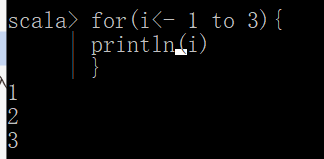 scala> for(i<- 1 to 3){
println(i)
}
1
2
3